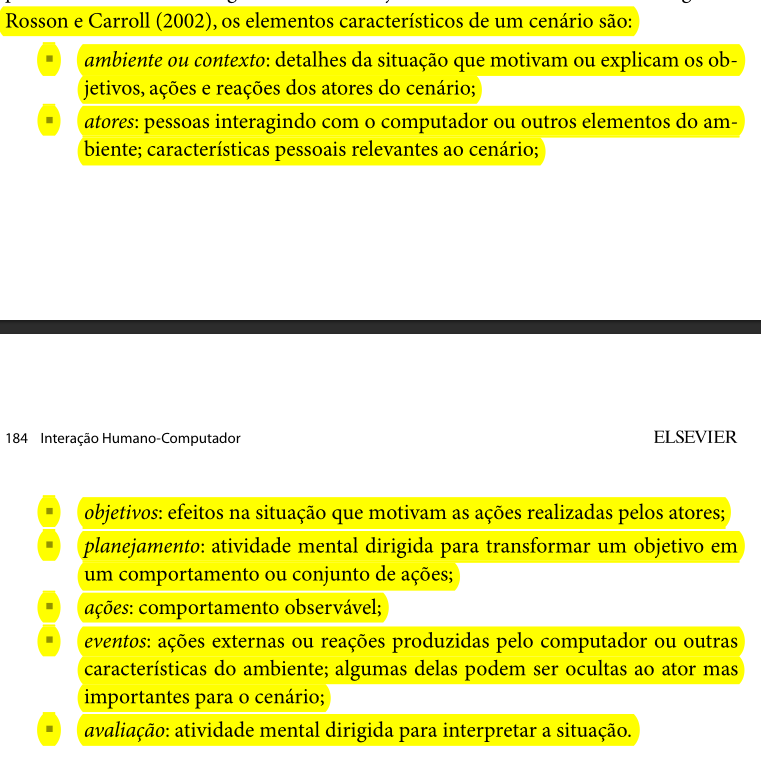 Rosson e Carroll (2002), os elementos característicos de um cenário são:
▪ ambiente ou contexto: detalhes da situação que motivam ou explicam os ob-
jetivos, ações e reações dos atores do cenário;
▪ atores: pessoas interagindo com o computador ou outros elementos do am-
biente; características pessoais relevantes ao cenário;
184 Interação Humano-Computador ELSEVIER
▪ objetivos: efeitos na situação que motivam as ações realizadas pelos atores;
▪ planejamento: atividade mental dirigida para transformar um objetivo em
um comportamento ou conjunto de ações;
▪ ações: comportamento observável;
▪ eventos: ações externas ou reações produzidas pelo computador ou outras
características do ambiente; algumas delas podem ser ocultas ao ator mas
importantes para o cenário;
▪ avaliação: atividade mental dirigida para interpretar a situação.